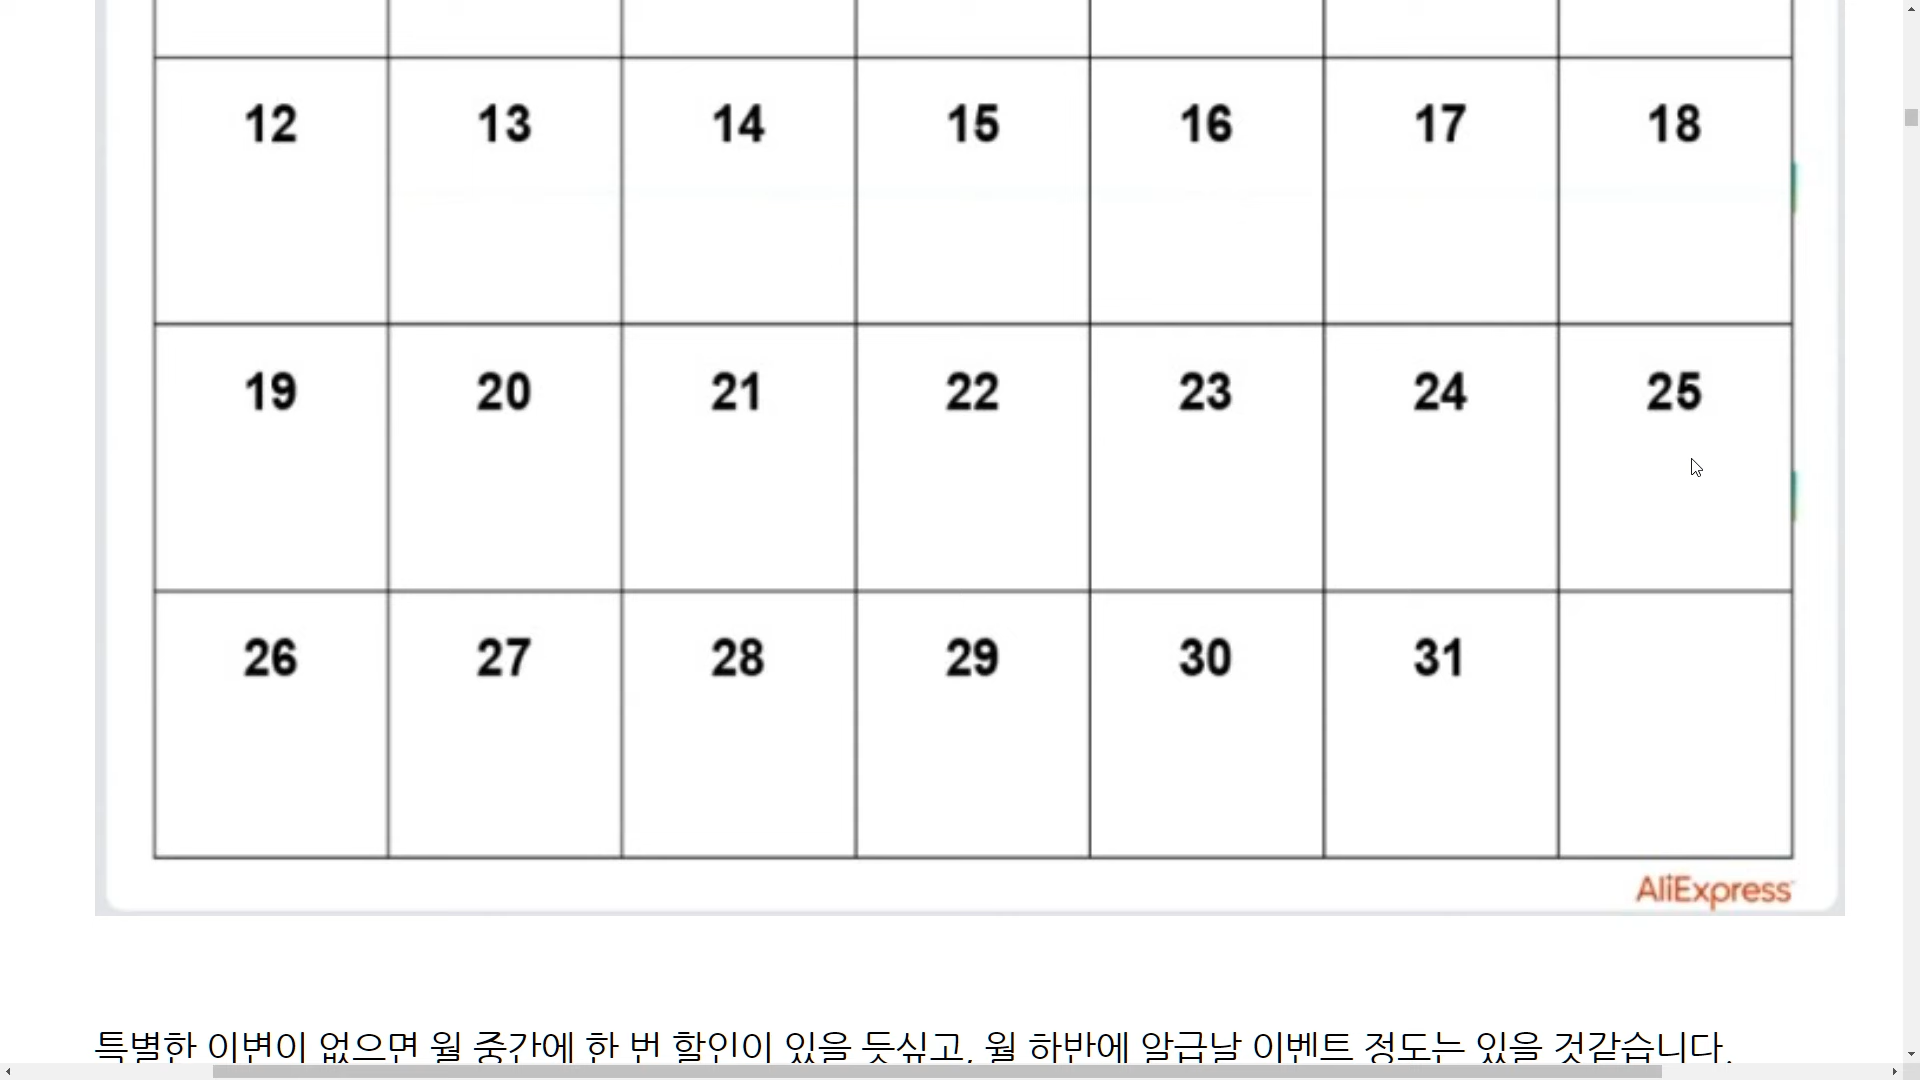 12 13 14 15 16 17 18
19 20 21 22 23 24 25
26 27 28 29 30 31
AliExpress
특별한 이변이 없으면 월 중간에 한 번 할인이 있을 듯싶고, 월 하반에 알급날 이벤트 정도는 있을 것같습니다.